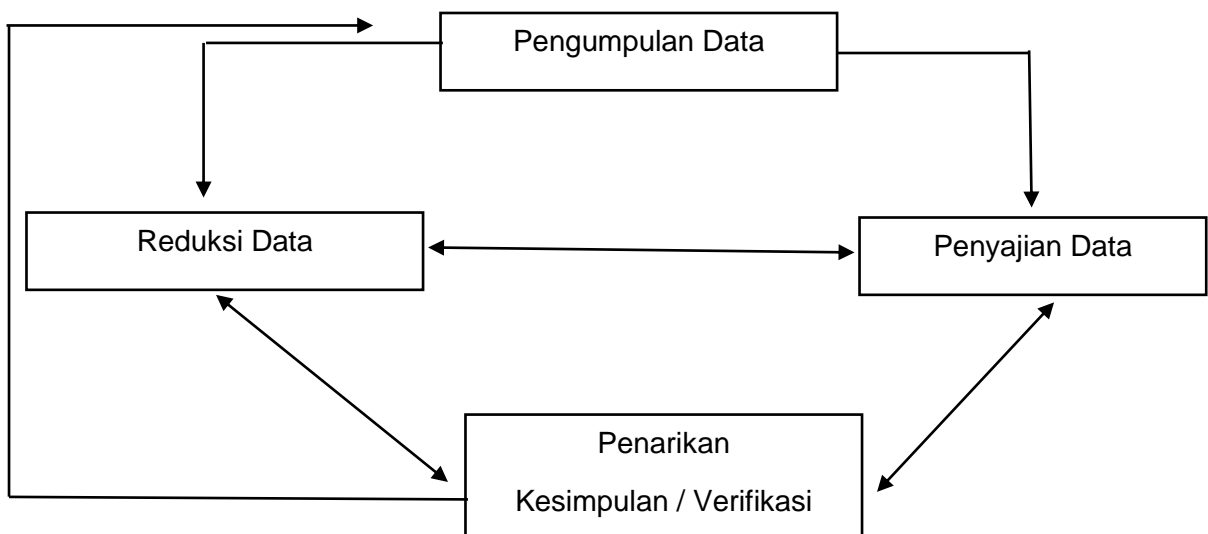 Pengumpulan Data
Reduksi Data
Penyajian Data
Penarikan
Kesimpulan / Verifikasi